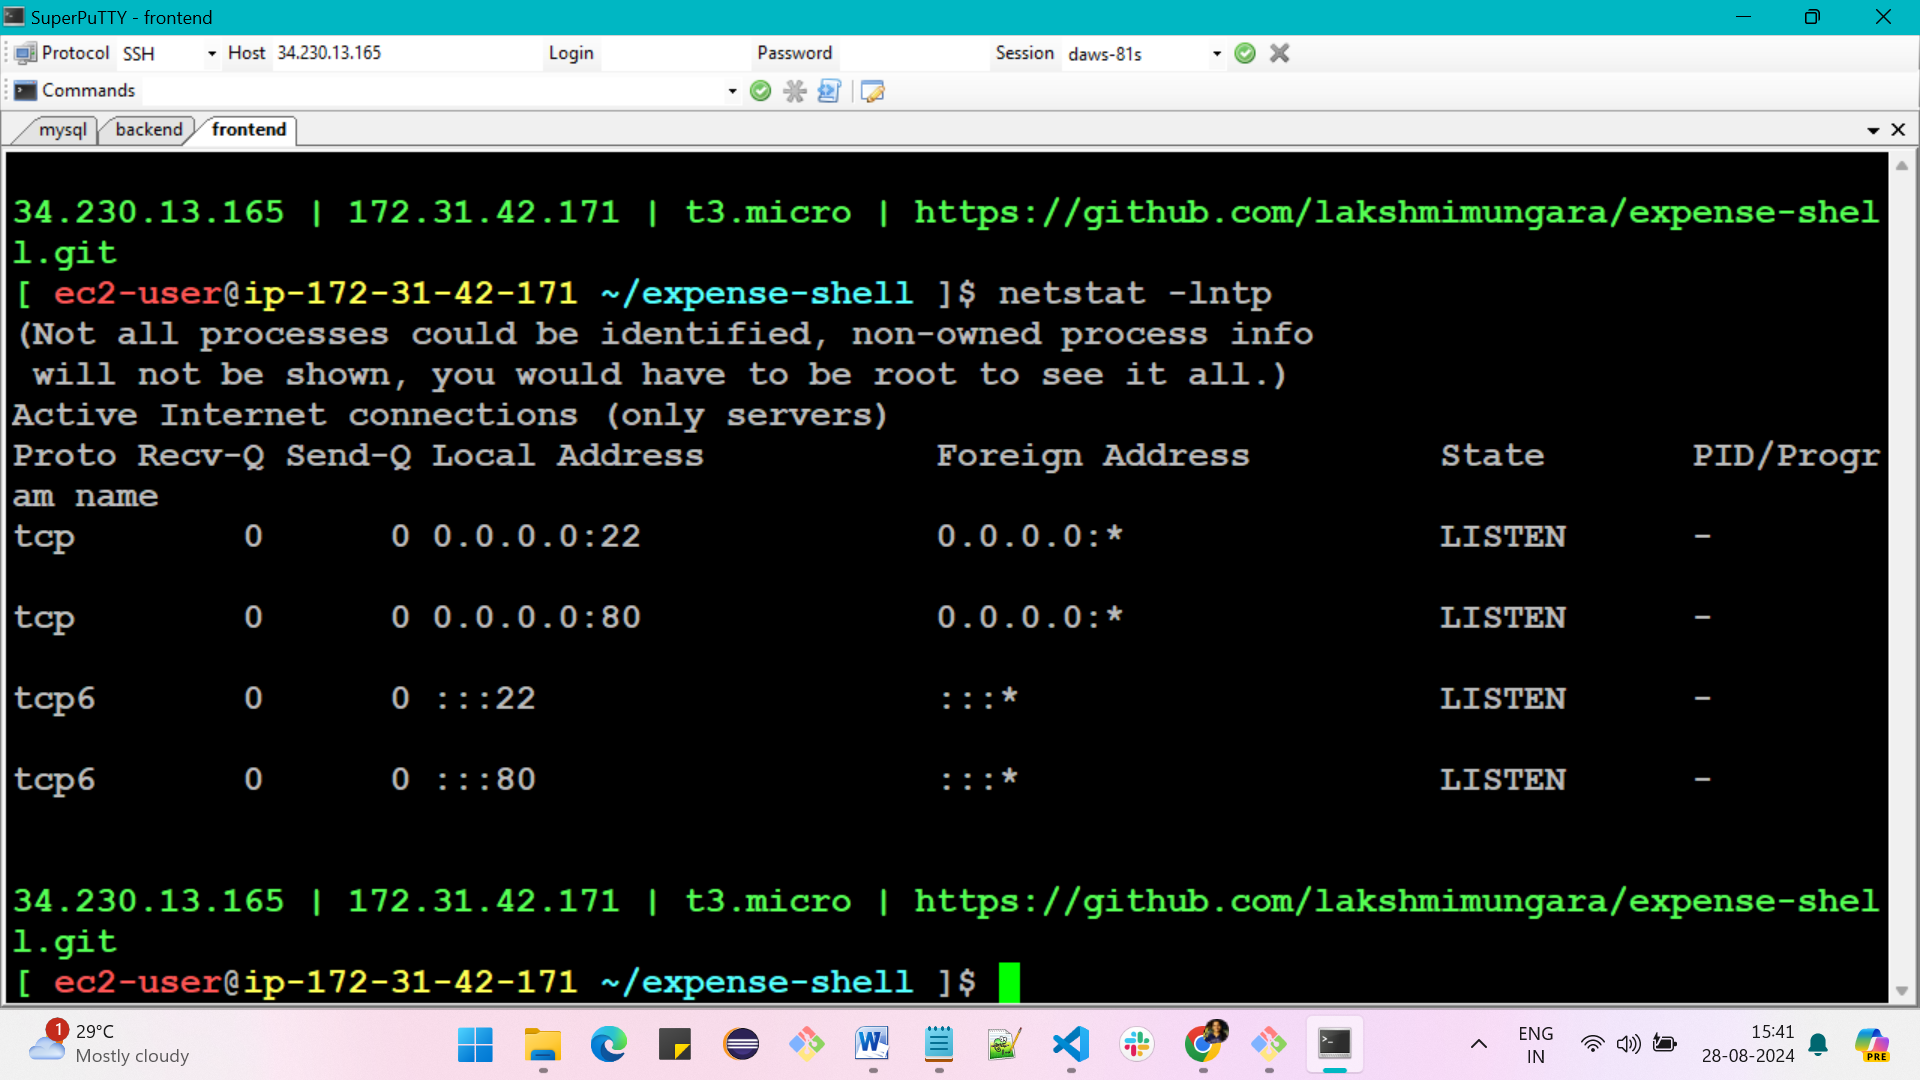 SuperPuTTY - frontend
Protocol SSH Host 34.230.13.165 Login Password Session daws-81s
Commands
mysql backend frontend
34.230.13.165 | 172.31.42.171 | t3.micro | https://github.com/lakshmimungara/expense-shel
l.git
[ ec2-user@ip-172-31-42-171 ~/expense-shell ]$ netstat -lntp
(Not all processes could be identified, non-owned process info
 will not be shown, you would have to be root to see it all.)
Active Internet connections (only servers)
Proto Recv-Q Send-Q Local Address           Foreign Address         State       PID/Progr
am name
tcp        0      0 0.0.0.0:22              0.0.0.0:*               LISTEN      -
tcp        0      0 0.0.0.0:80              0.0.0.0:*               LISTEN      -
tcp6       0      0 :::22                   :::*                    LISTEN      -
tcp6       0      0 :::80                   :::*                    LISTEN      -
34.230.13.165 | 172.31.42.171 | t3.micro | https://github.com/lakshmimungara/expense-shel
l.git
[ ec2-user@ip-172-31-42-171 ~/expense-shell ]$
1 29°C
Mostly cloudy
ENG
IN
15:41
28-08-2024
PRE